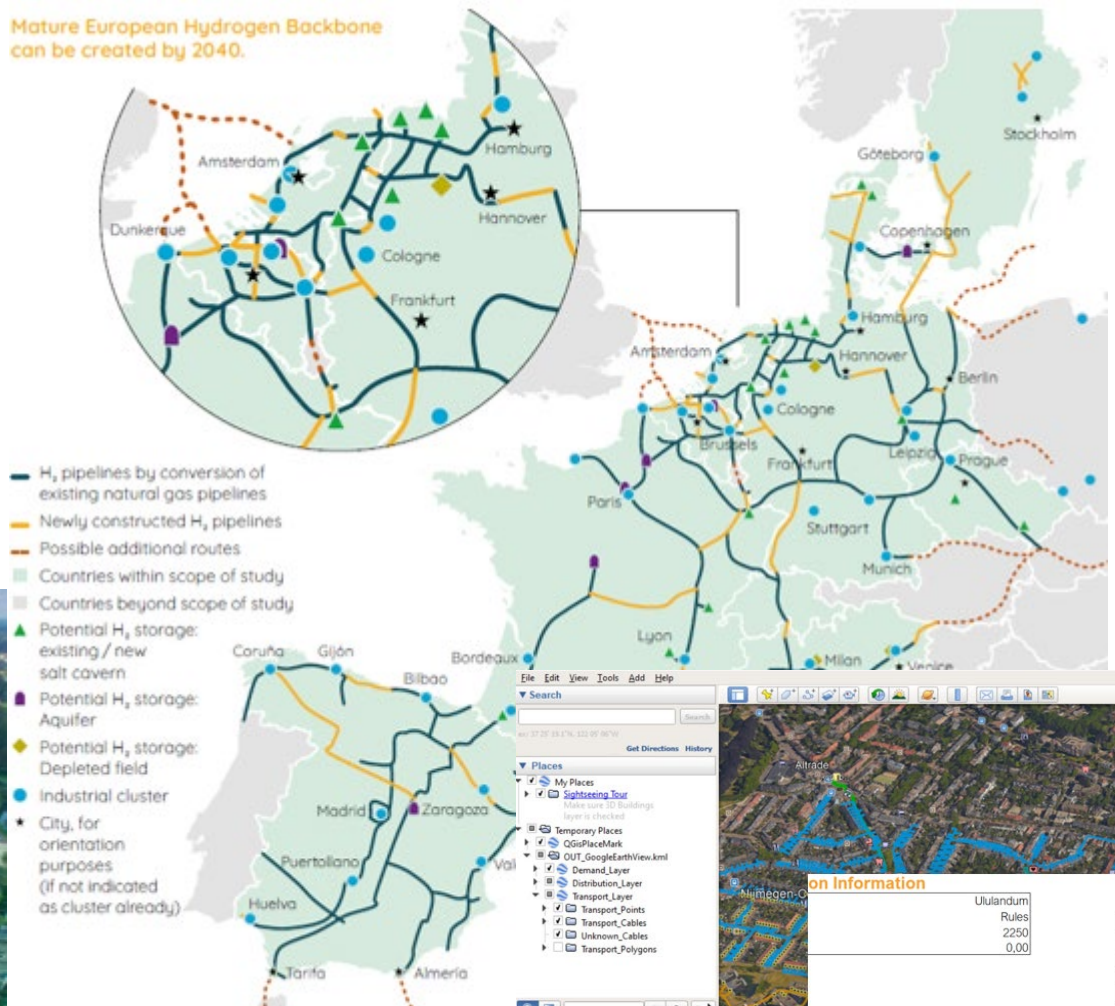 Mature European Hydrogen Backbone
can be created by 2040.
Amsterdam
Hamburg
Hannover
Dunkerque
Cologne
Frankfurt
Stockholm
Göteborg
Copenhagen
Hamburg
Amsterdam
Hannover
Berlin
Cologne
Brussels
Leipzig
Prague
Frankfurt
Paris
Stuttgart
Munich
Lyon
Milan
Venice
Bordeaux
H₂ pipelines by conversion of
existing natural gas pipelines
Newly constructed H₂ pipelines
Possible additional routes
Countries within scope of study
Countries beyond scope of study
Potential H₂ storage:
existing / new
salt cavern
Potential H₂ storage:
Aquifer
Potential H₂ storage:
Depleted field
Industrial cluster
City, for
orientation
purposes
(if not indicated
as cluster already)
Coruña
Gijón
Bilbao
Madrid
Zaragoza
Puertollano
Val
Huelva
Tarifa
Almería
File Edit View Tools Add Help
Search
Search
Get Directions History
Places
My Places
Sightseeing Tour
Make sure 3D Buildings
layer is checked
Temporary Places
QGisPlaceMark
OUT_GoogleEarthView.kml
Demand_Layer
Distribution_Layer
Transport_Layer
Transport_Points
Transport_Cables
Unknown_Cables
Transport_Polygons
Altrade
Nijmegen-O
on Information
Ululandum
Rules
2250
0,00